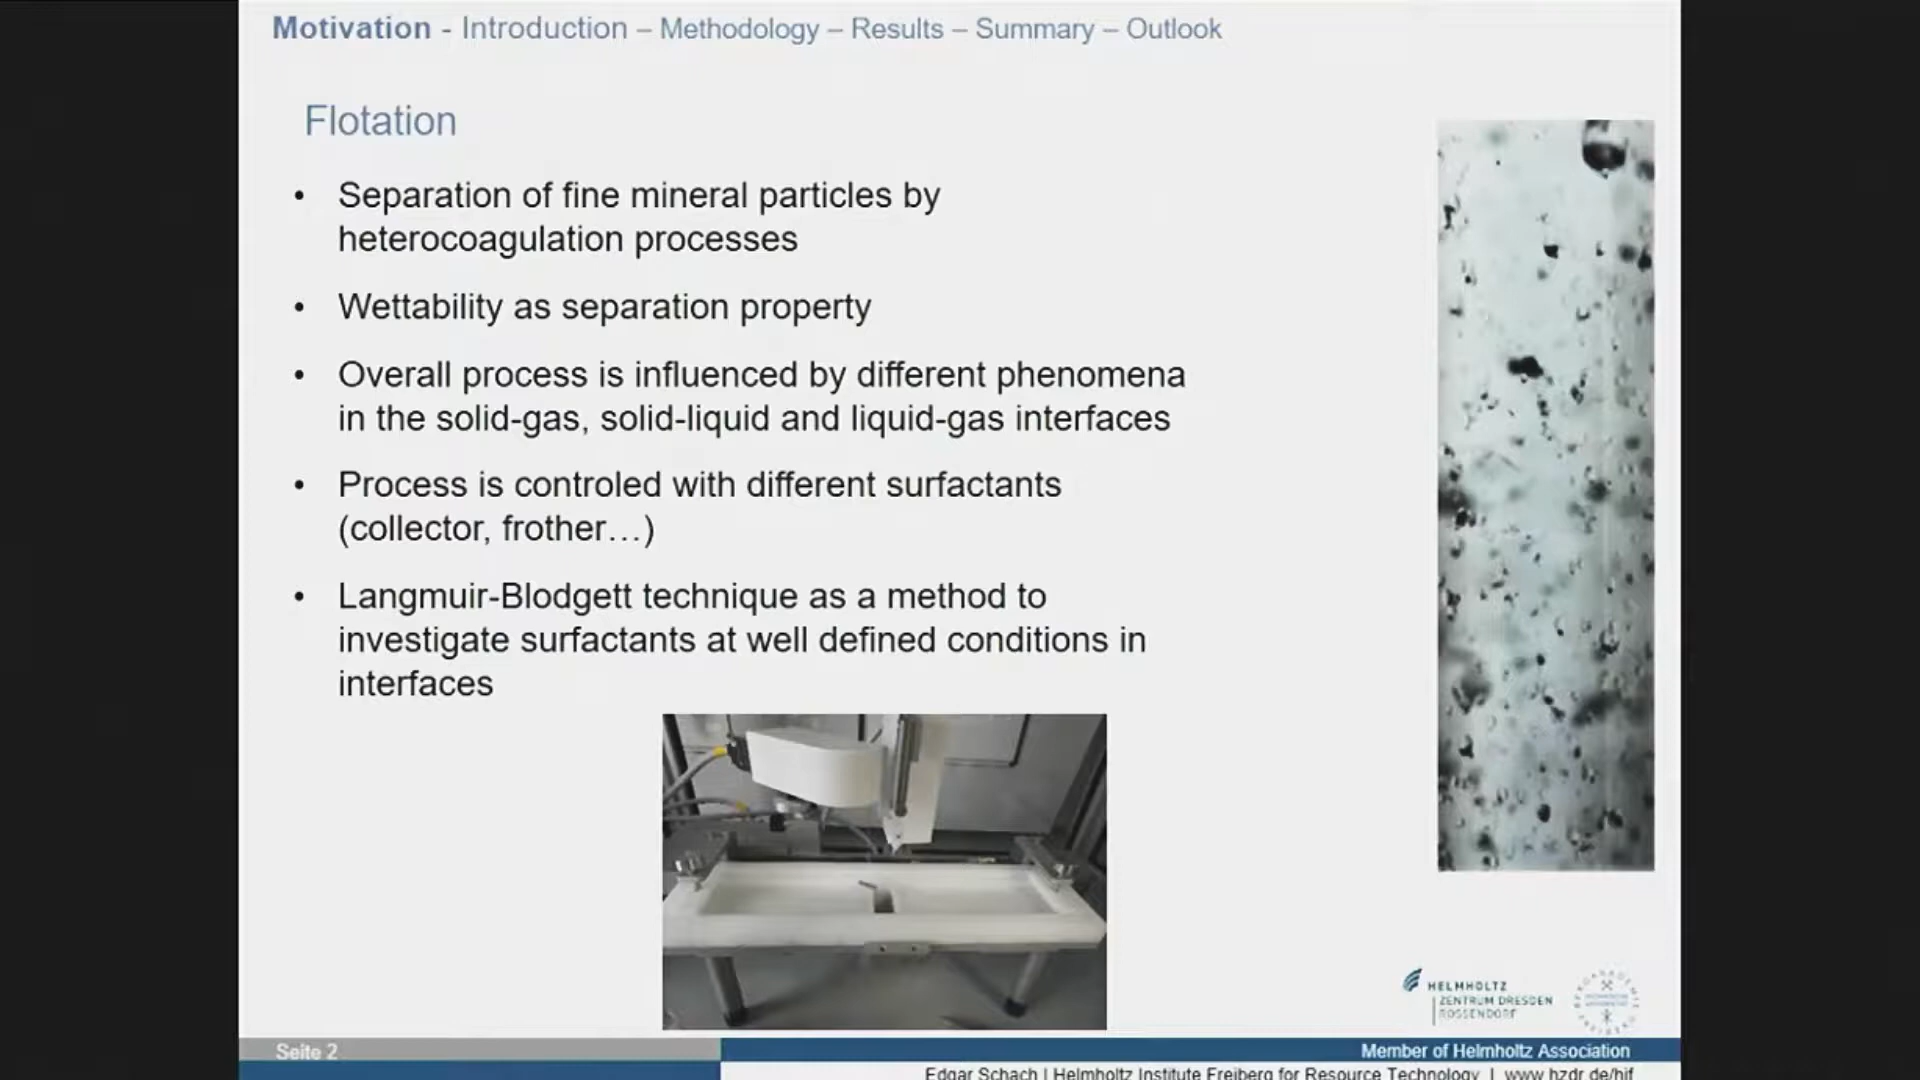 Motivation - Introduction – Methodology – Results – Summary – Outlook
Flotation
• Separation of fine mineral particles by
heterocoagulation processes
• Wettability as separation property
• Overall process is influenced by different phenomena
in the solid-gas, solid-liquid and liquid-gas interfaces
• Process is controled with different surfactants
(collector, frother…)
• Langmuir-Blodgett technique as a method to
investigate surfactants at well defined conditions in
interfaces
HELMHOLTZ
ZENTRUM DRESDEN
ROSSENDORF
Seite 2
Member of Helmholtz Association
Edgar Schach | Helmholtz Institute Freiberg for Resource Technology | www.hzdr.de/hif